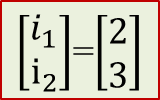 [i₁] = [2]
[i₂]   [3]